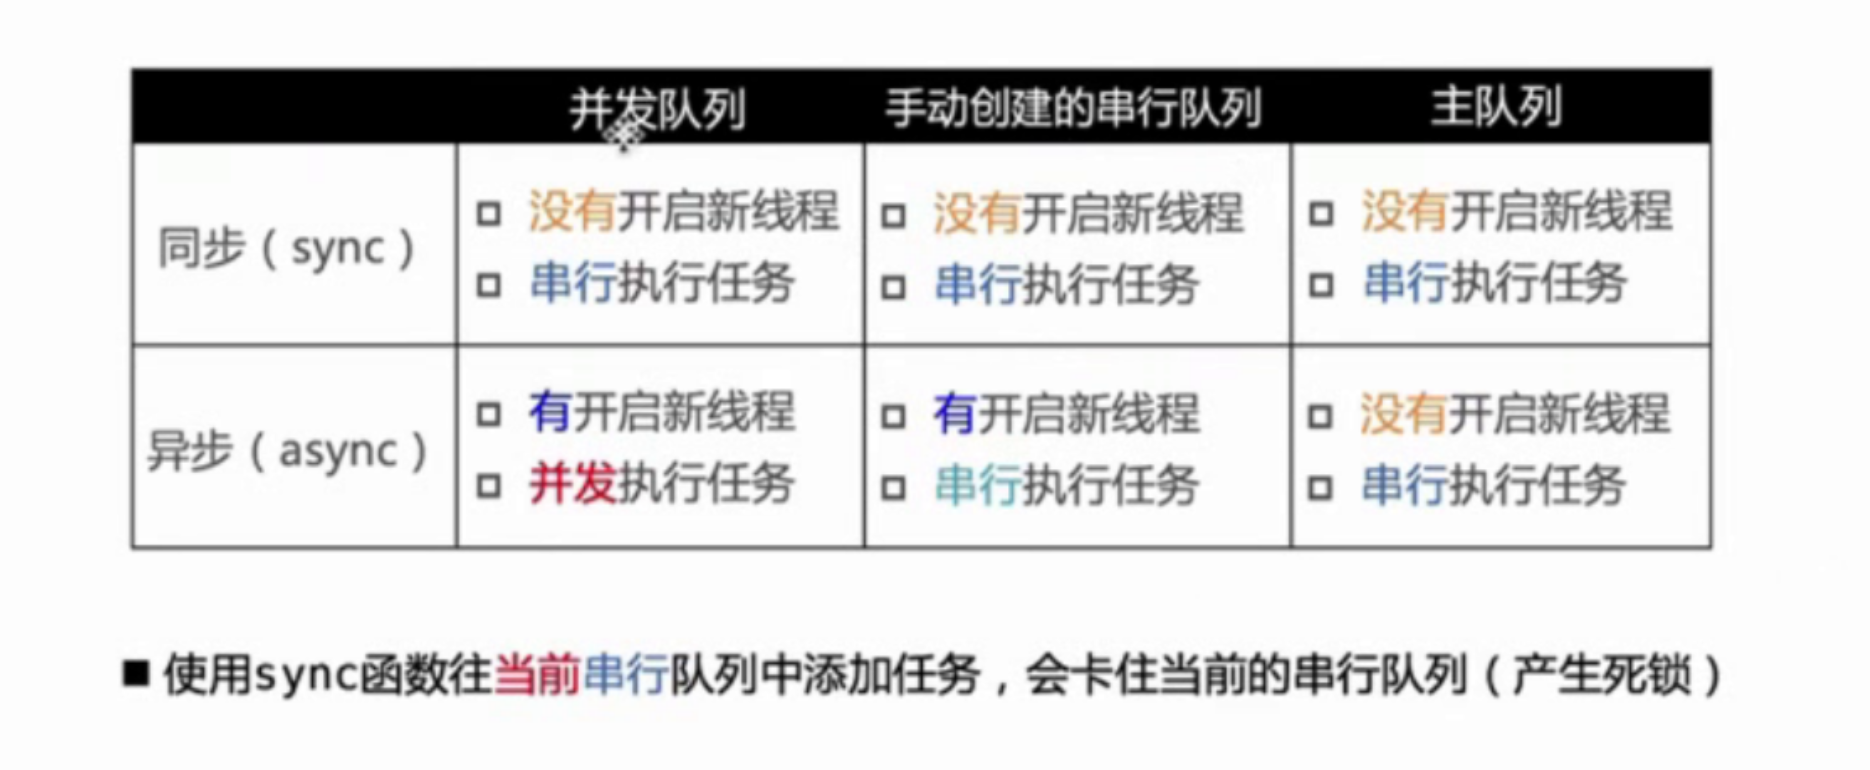 并发队列 手动创建的串行队列 主队列
同步（sync） 没有开启新线程 没有开启新线程 没有开启新线程
串行执行任务 串行执行任务 串行执行任务
异步（async） 有开启新线程 有开启新线程 没有开启新线程
并发执行任务 串行执行任务 串行执行任务
使用sync函数往当前串行队列中添加任务，会卡住当前的串行队列（产生死锁）